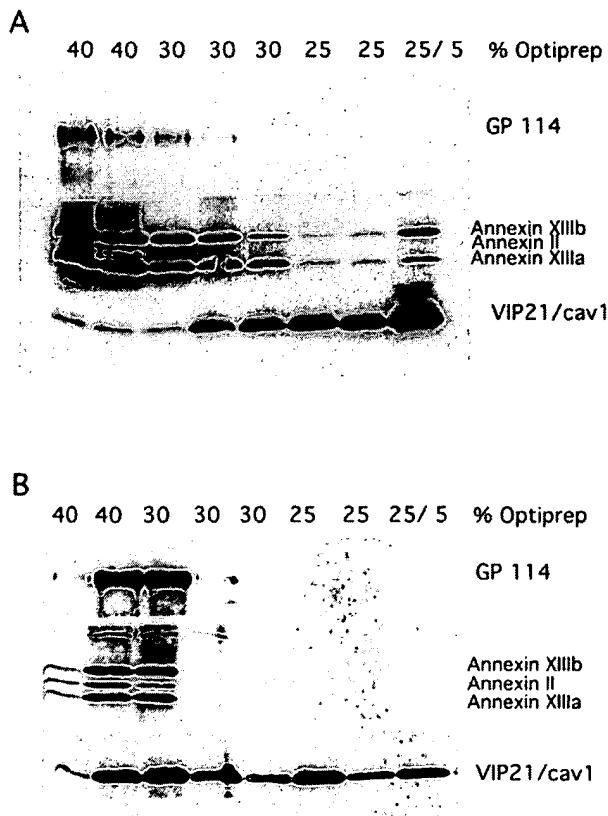 A
40 40 30 30 30 25 25 25/ 5 % Optiprep
GP 114
Annexin XIIIb
Annexin II
Annexin XIIIa
VIP21/cav1
B
40 40 30 30 30 25 25 25/ 5 % Optiprep
GP 114
Annexin XIIIb
Annexin II
Annexin XIIIa
VIP21/cav1